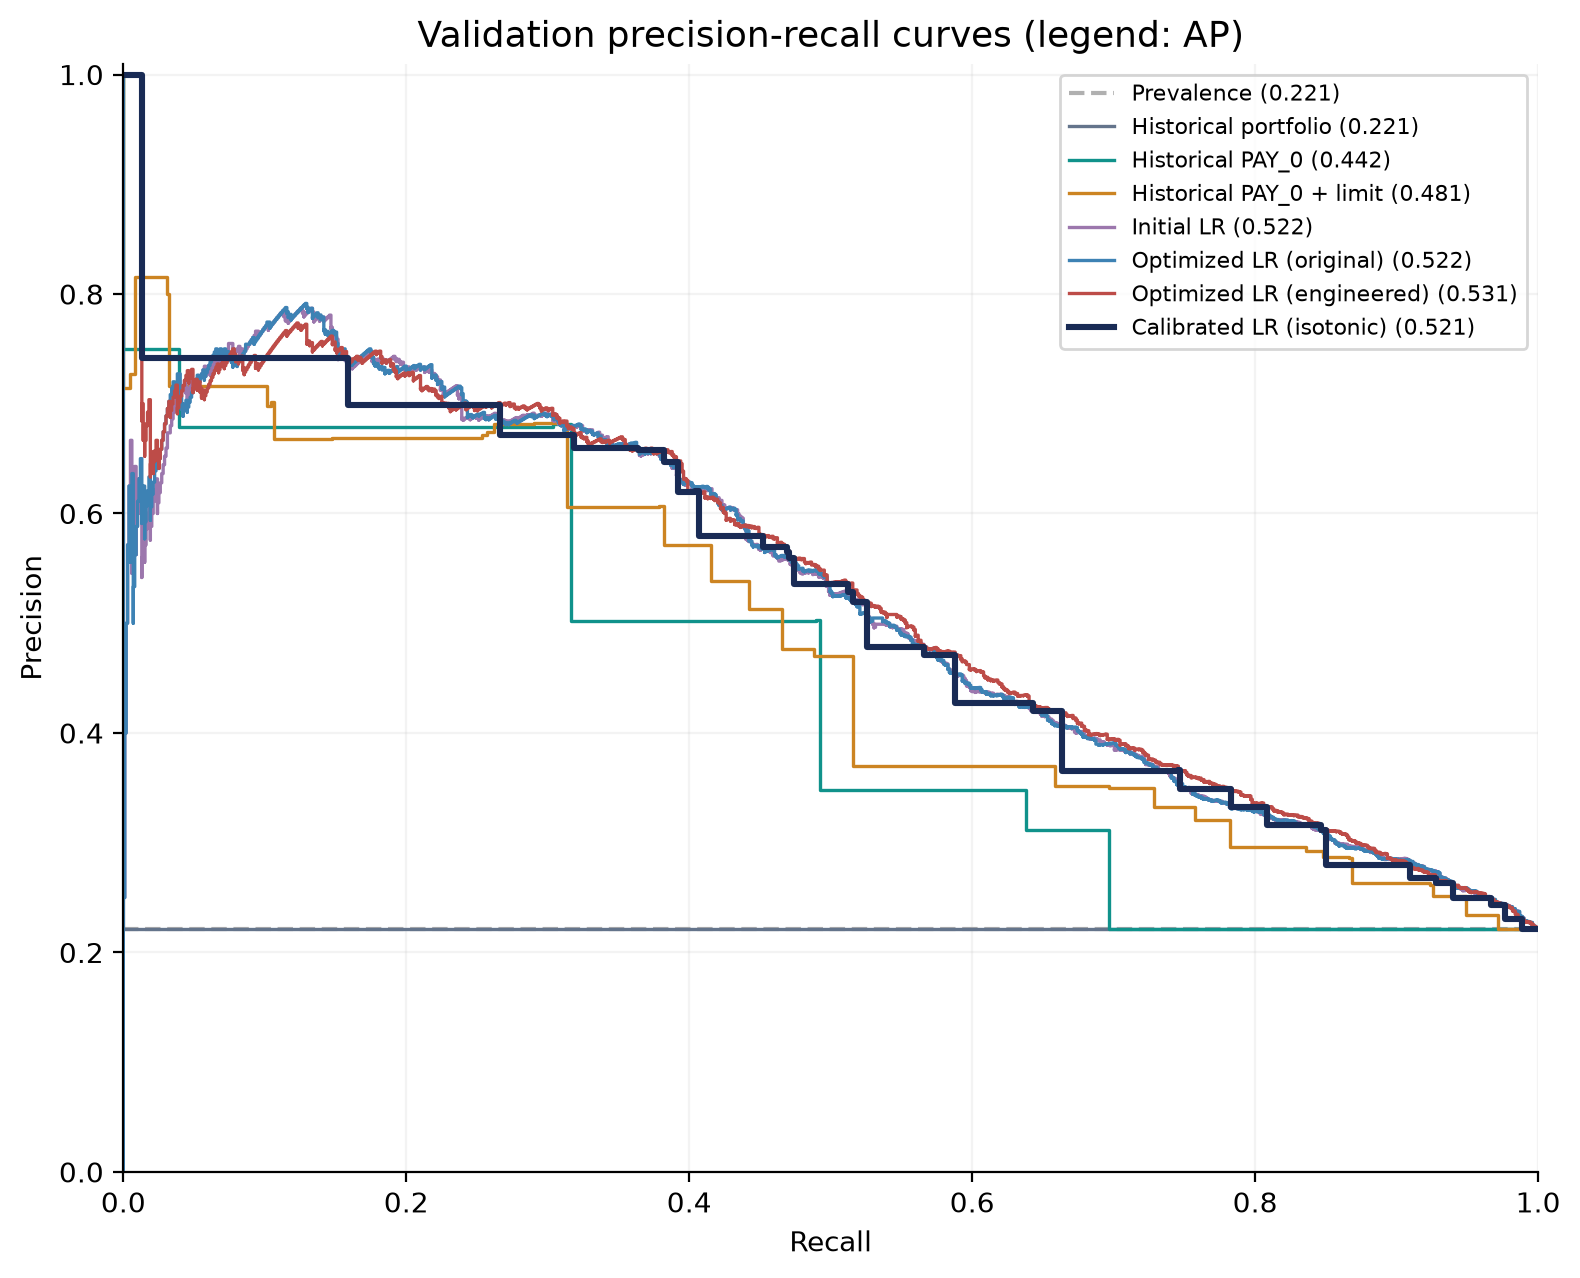 Validation precision-recall curves (legend: AP)
Prevalence (0.221)
Historical portfolio (0.221)
Historical PAY_0 (0.442)
Historical PAY_0 + limit (0.481)
Initial LR (0.522)
Optimized LR (original) (0.522)
Optimized LR (engineered) (0.531)
Calibrated LR (isotonic) (0.521)
Precision
1.0
0.8
0.6
0.4
0.2
0.0
0.0 0.2 0.4 0.6 0.8 1.0
Recall